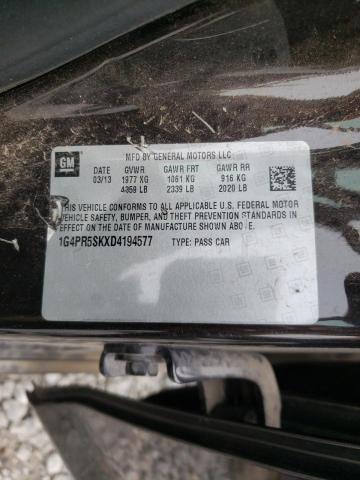 MFD BY GENERAL MOTORS LLC
GM
DATE GVWR GAWR FRT GAWR RR
03/13 1977 KG 1061 KG 916 KG
4359 LB 2339 LB 2020 LB
THIS VEHICLE CONFORMS TO ALL APPLICABLE U.S. FEDERAL MOTOR
VEHICLE SAFETY, BUMPER, AND THEFT PREVENTION STANDARDS IN
EFFECT ON THE DATE OF MANUFACTURE SHOWN ABOVE.
1G4PR5SKXD4194577 TYPE: PASS CAR